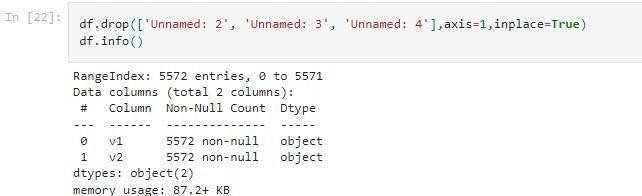 In [22]:
df.drop(['Unnamed: 2', 'Unnamed: 3', 'Unnamed: 4'],axis=1,inplace=True)
df.info()
RangeIndex: 5572 entries, 0 to 5571
Data columns (total 2 columns):
 #   Column  Non-Null Count  Dtype
---  ------  --------------  -----
 0   v1      5572 non-null   object
 1   v2      5572 non-null   object
dtypes: object(2)
memory usage: 87.2+ KB